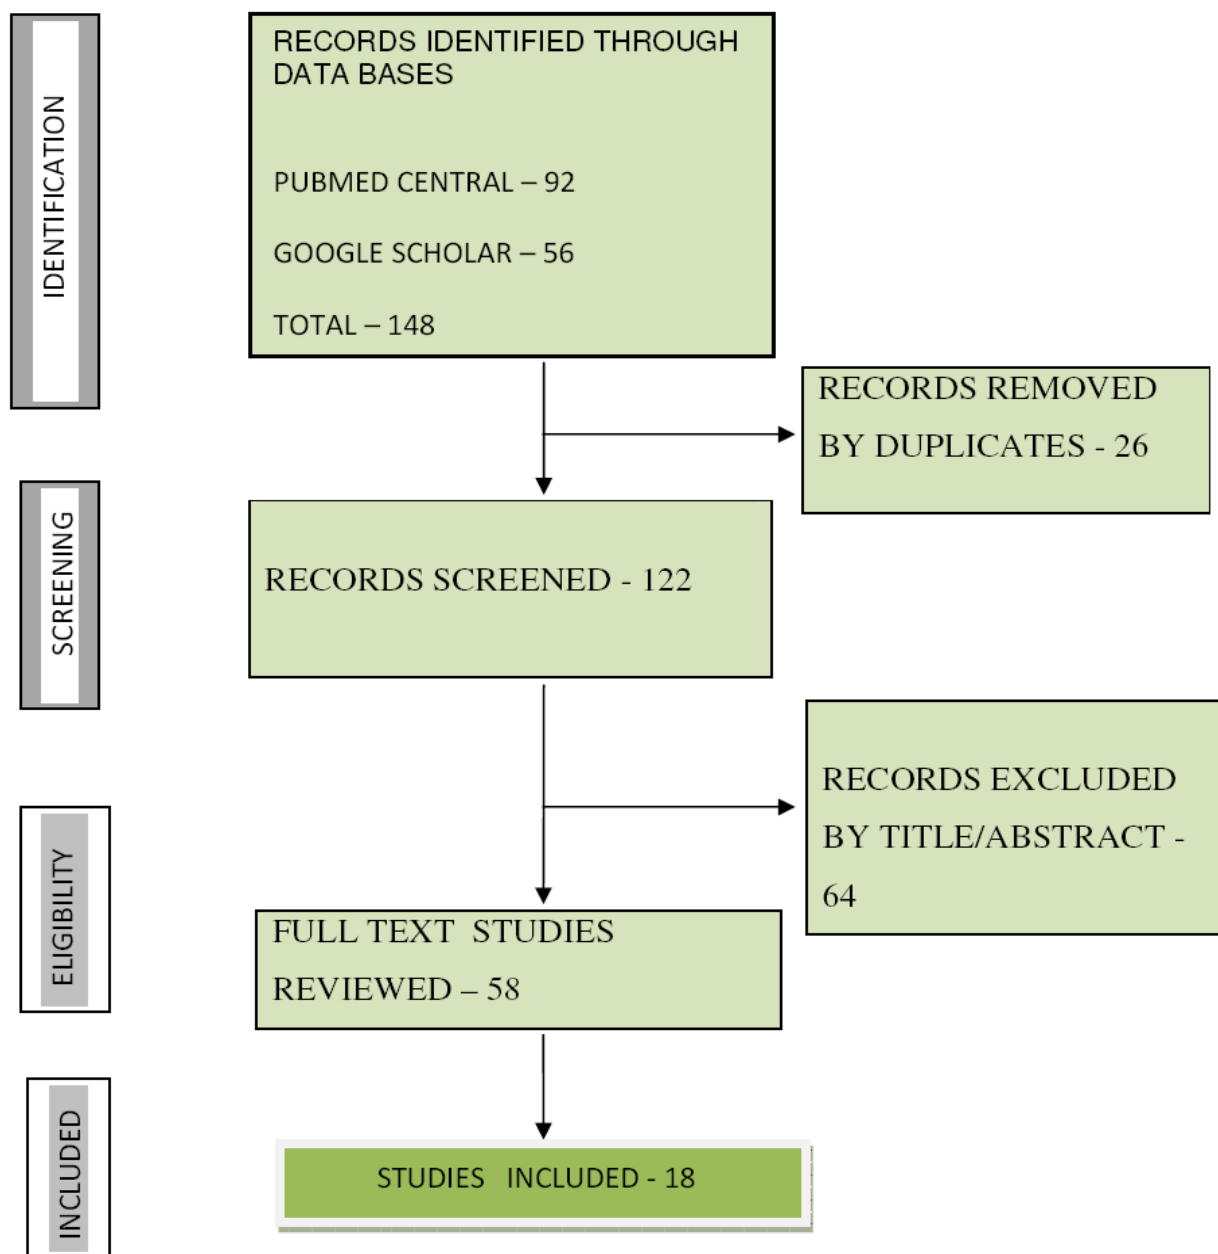 IDENTIFICATION
RECORDS IDENTIFIED THROUGH
DATA BASES
PUBMED CENTRAL – 92
GOOGLE SCHOLAR – 56
TOTAL – 148
RECORDS REMOVED
BY DUPLICATES - 26
SCREENING
RECORDS SCREENED - 122
RECORDS EXCLUDED
BY TITLE/ABSTRACT -
64
ELIGIBILITY
FULL TEXT STUDIES
REVIEWED – 58
INCLUDED
STUDIES INCLUDED - 18